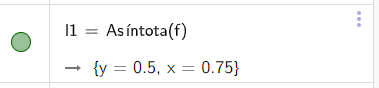 l1 = Asíntota(f)
→ {y = 0.5, x = 0.75}